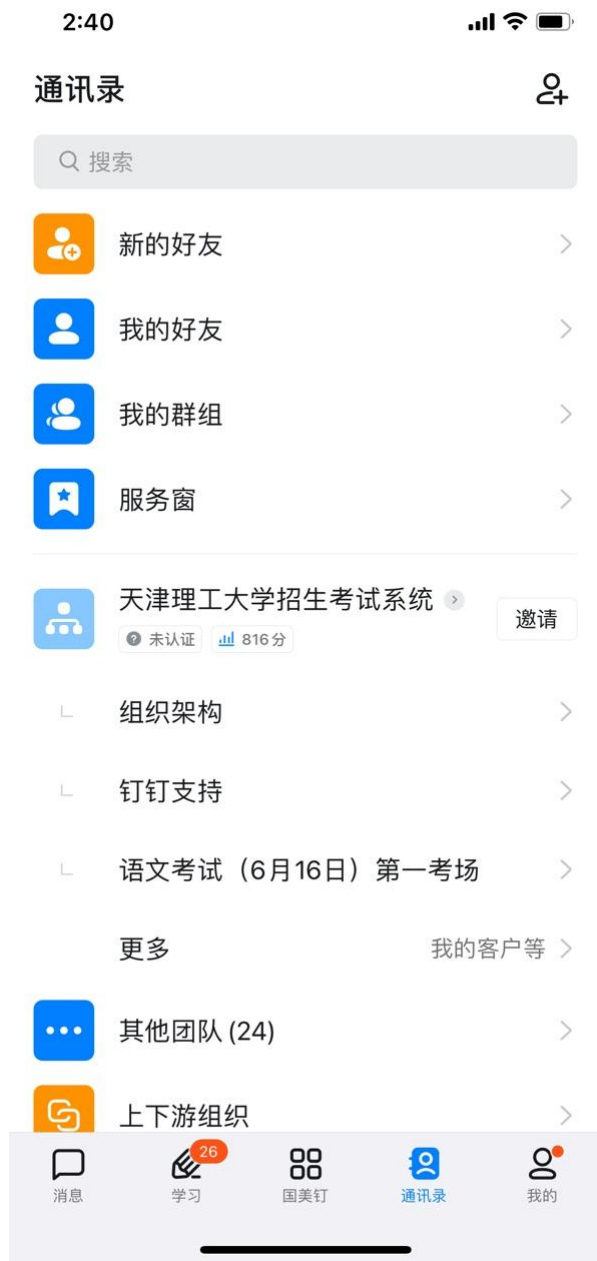 2:40
通讯录
搜索
新的好友
我的好友
我的群组
服务窗
天津理工大学招生考试系统
未认证 816分
邀请
组织架构
钉钉支持
语文考试（6月16日）第一考场
更多 我的客户等
其他团队 (24)
上下游组织
26
消息 学习 国美钉 通讯录 我的